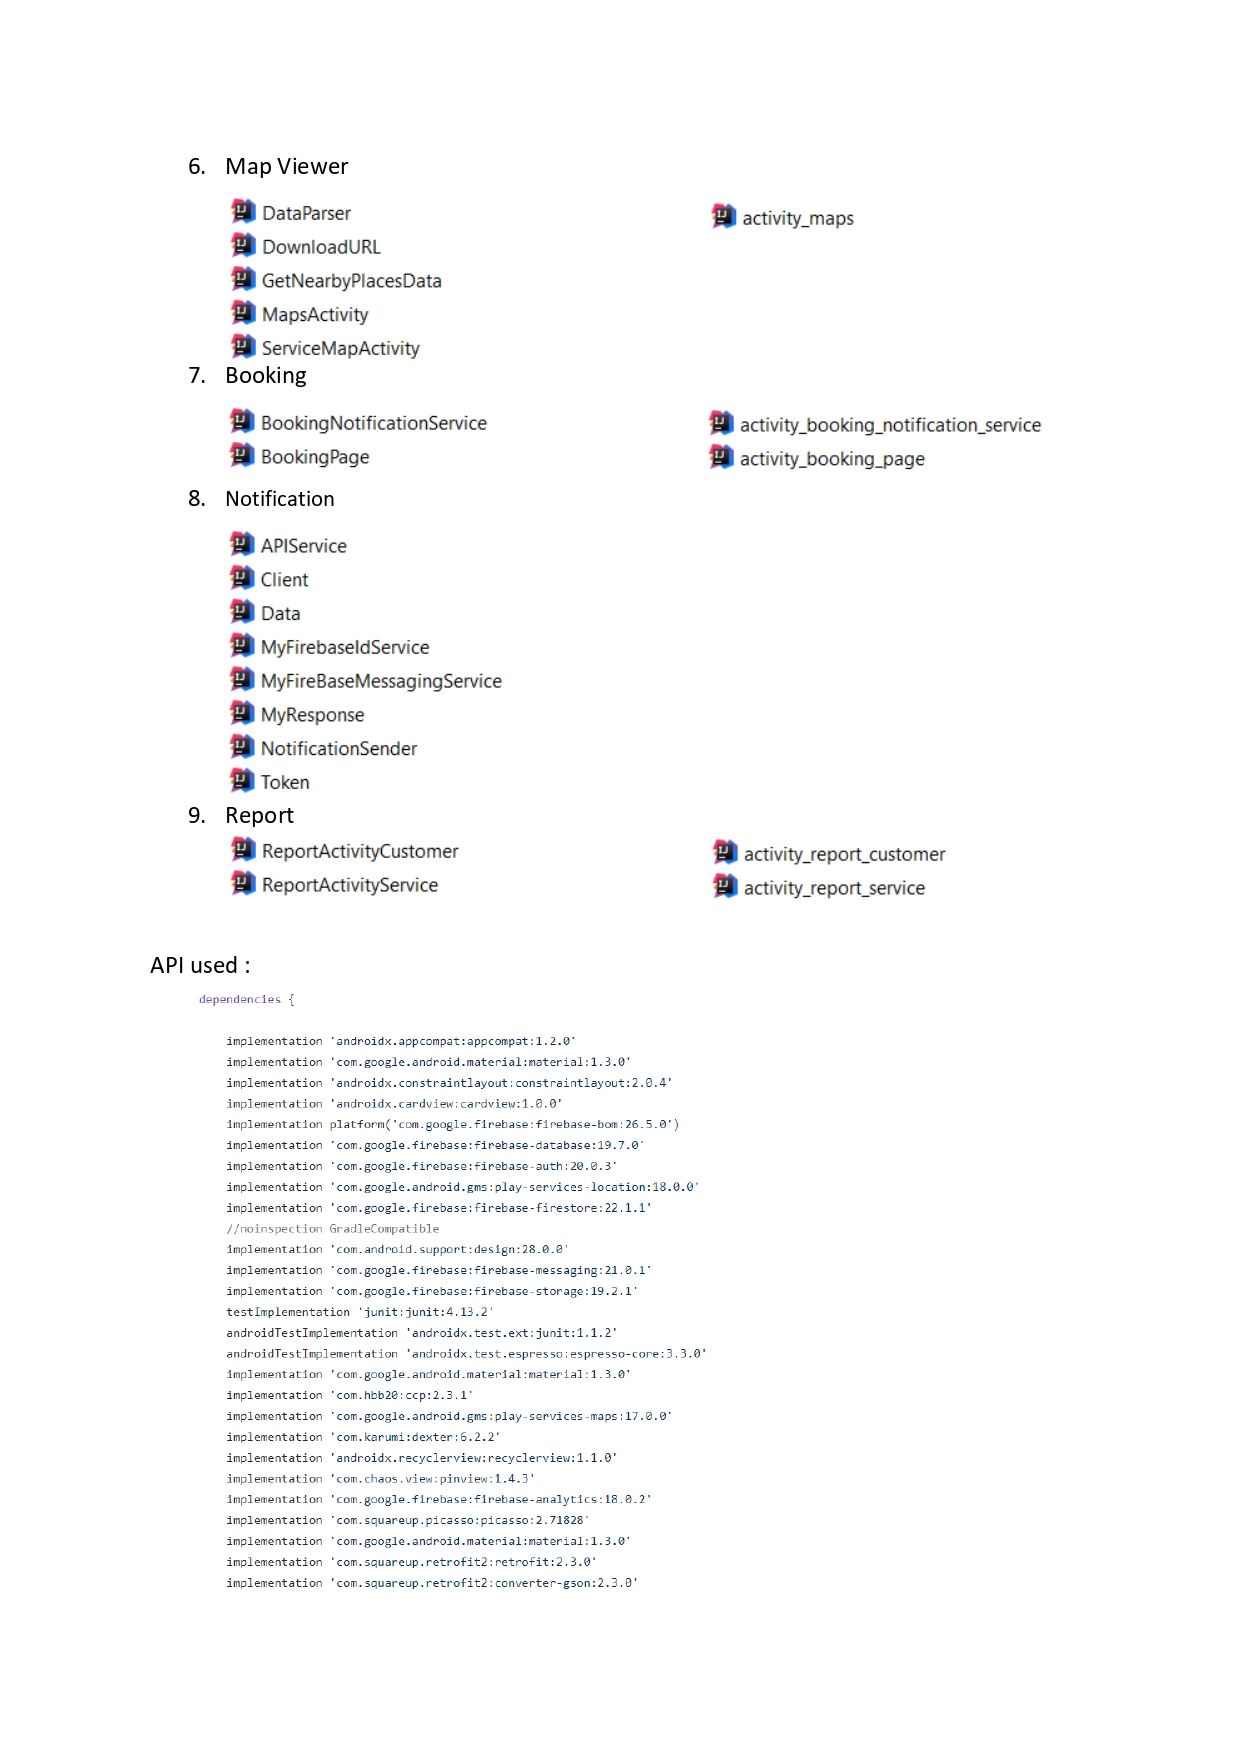 6. Map Viewer
DataParser
DownloadURL
GetNearbyPlacesData
MapsActivity
ServiceMapActivity
activity_maps
7. Booking
BookingNotificationService
BookingPage
activity_booking_notification_service
activity_booking_page
8. Notification
APIService
Client
Data
MyFirebaseIdService
MyFireBaseMessagingService
MyResponse
NotificationSender
Token
9. Report
ReportActivityCustomer
ReportActivityService
activity_report_customer
activity_report_service
API used :
dependencies {
implementation 'androidx.appcompat:appcompat:1.2.0'
implementation 'com.google.android.material:material:1.3.0'
implementation 'androidx.constraintlayout:constraintlayout:2.0.4'
implementation 'androidx.cardview:cardview:1.0.0'
implementation platform('com.google.firebase:firebase-bom:26.5.0')
implementation 'com.google.firebase:firebase-database:19.7.0'
implementation 'com.google.firebase:firebase-auth:20.0.3'
implementation 'com.google.android.gms:play-services-location:18.0.0'
implementation 'com.google.firebase:firebase-firestore:22.1.1'
//noinspection GradleCompatible
implementation 'com.android.support:design:28.0.0'
implementation 'com.google.firebase:firebase-messaging:21.0.1'
implementation 'com.google.firebase:firebase-storage:19.2.1'
testImplementation 'junit:junit:4.13.2'
androidTestImplementation 'androidx.test.ext:junit:1.1.2'
androidTestImplementation 'androidx.test.espresso:espresso-core:3.3.0'
implementation 'com.google.android.material:material:1.3.0'
implementation 'com.hbb20:ccp:2.3.1'
implementation 'com.google.android.gms:play-services-maps:17.0.0'
implementation 'com.karumi:dexter:6.2.2'
implementation 'androidx.recyclerview:recyclerview:1.1.0'
implementation 'com.chaos.view:pinview:1.4.3'
implementation 'com.google.firebase:firebase-analytics:18.0.2'
implementation 'com.squareup.picasso:picasso:2.71828'
implementation 'com.google.android.material:material:1.3.0'
implementation 'com.squareup.retrofit2:retrofit:2.3.0'
implementation 'com.squareup.retrofit2:converter-gson:2.3.0'